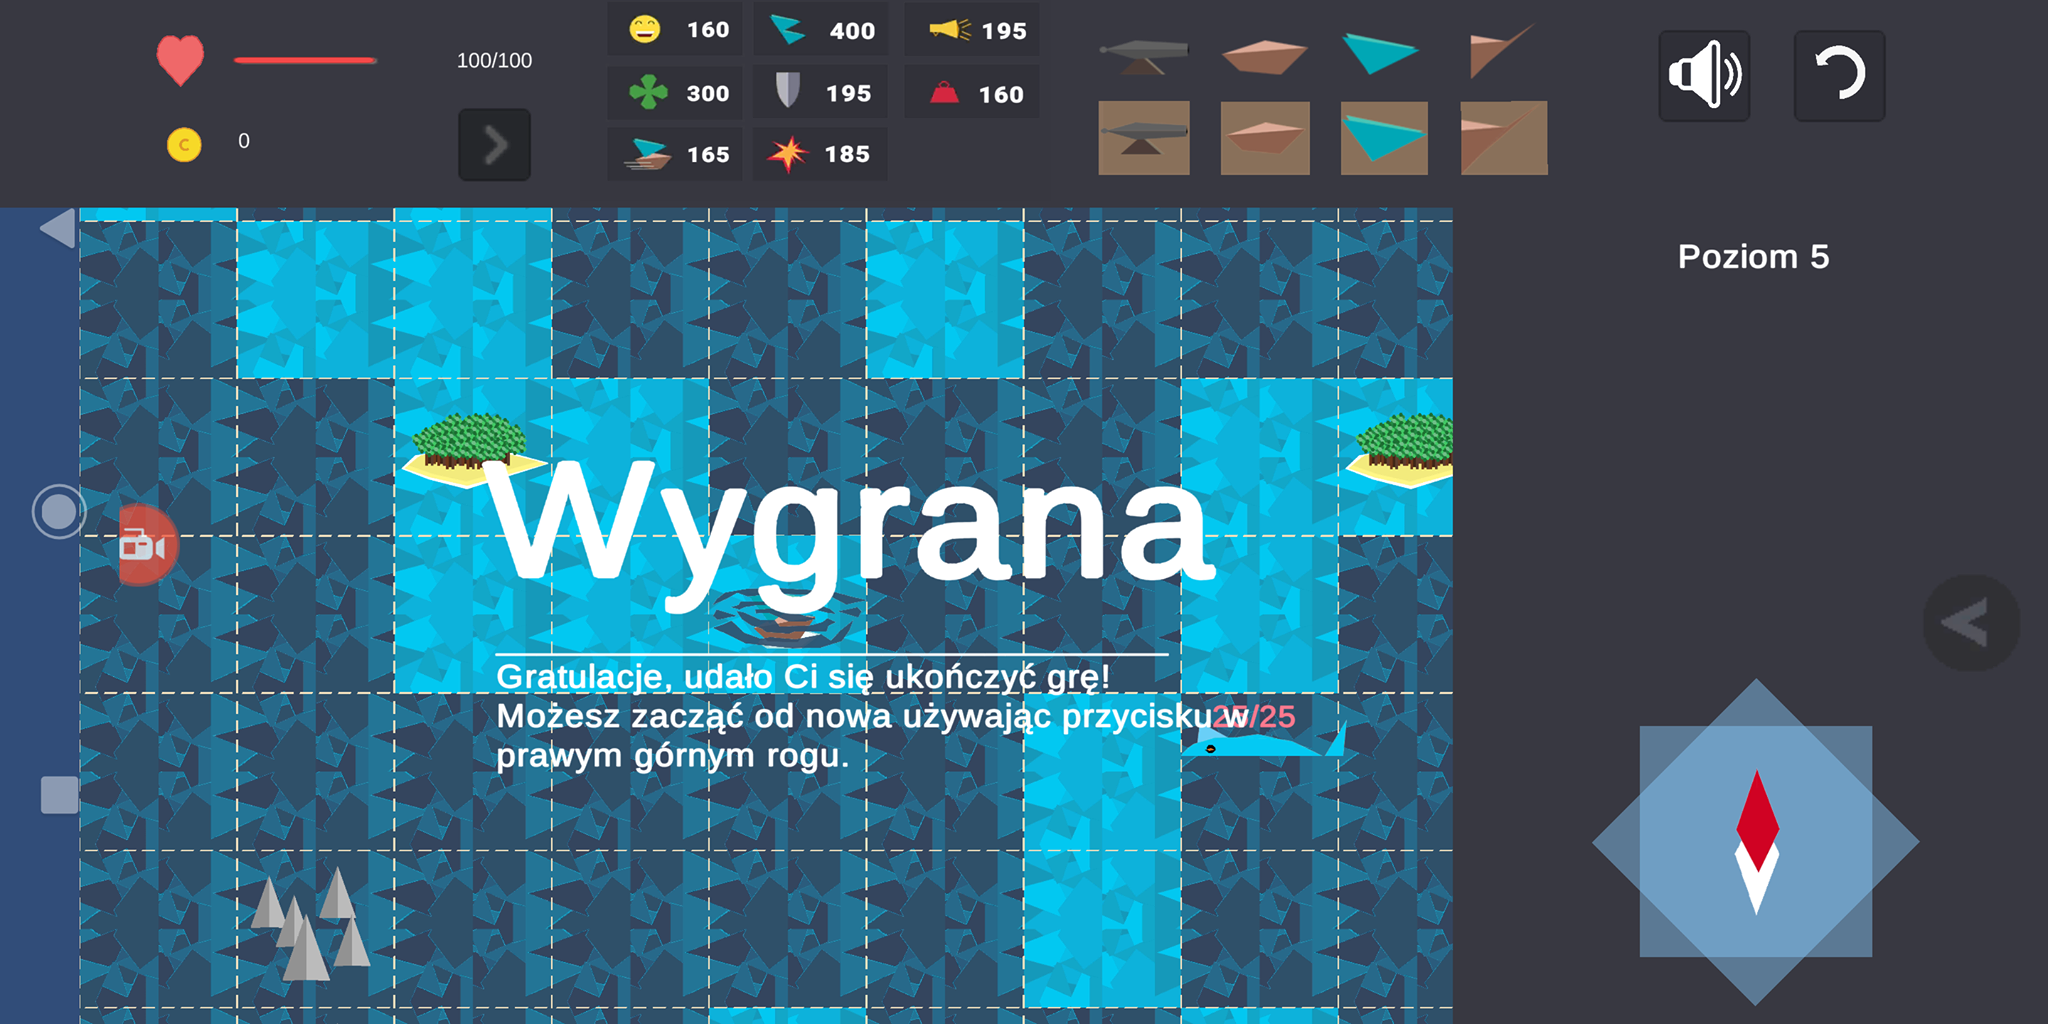 160
400
195
100/100
300
195
160
0
C
165
185
Poziom 5
Wygrana
Gratulacje, udało Ci się ukończyć grę!
Możesz zacząć od nowa używając przycisku w
25/25
prawym górnym rogu.